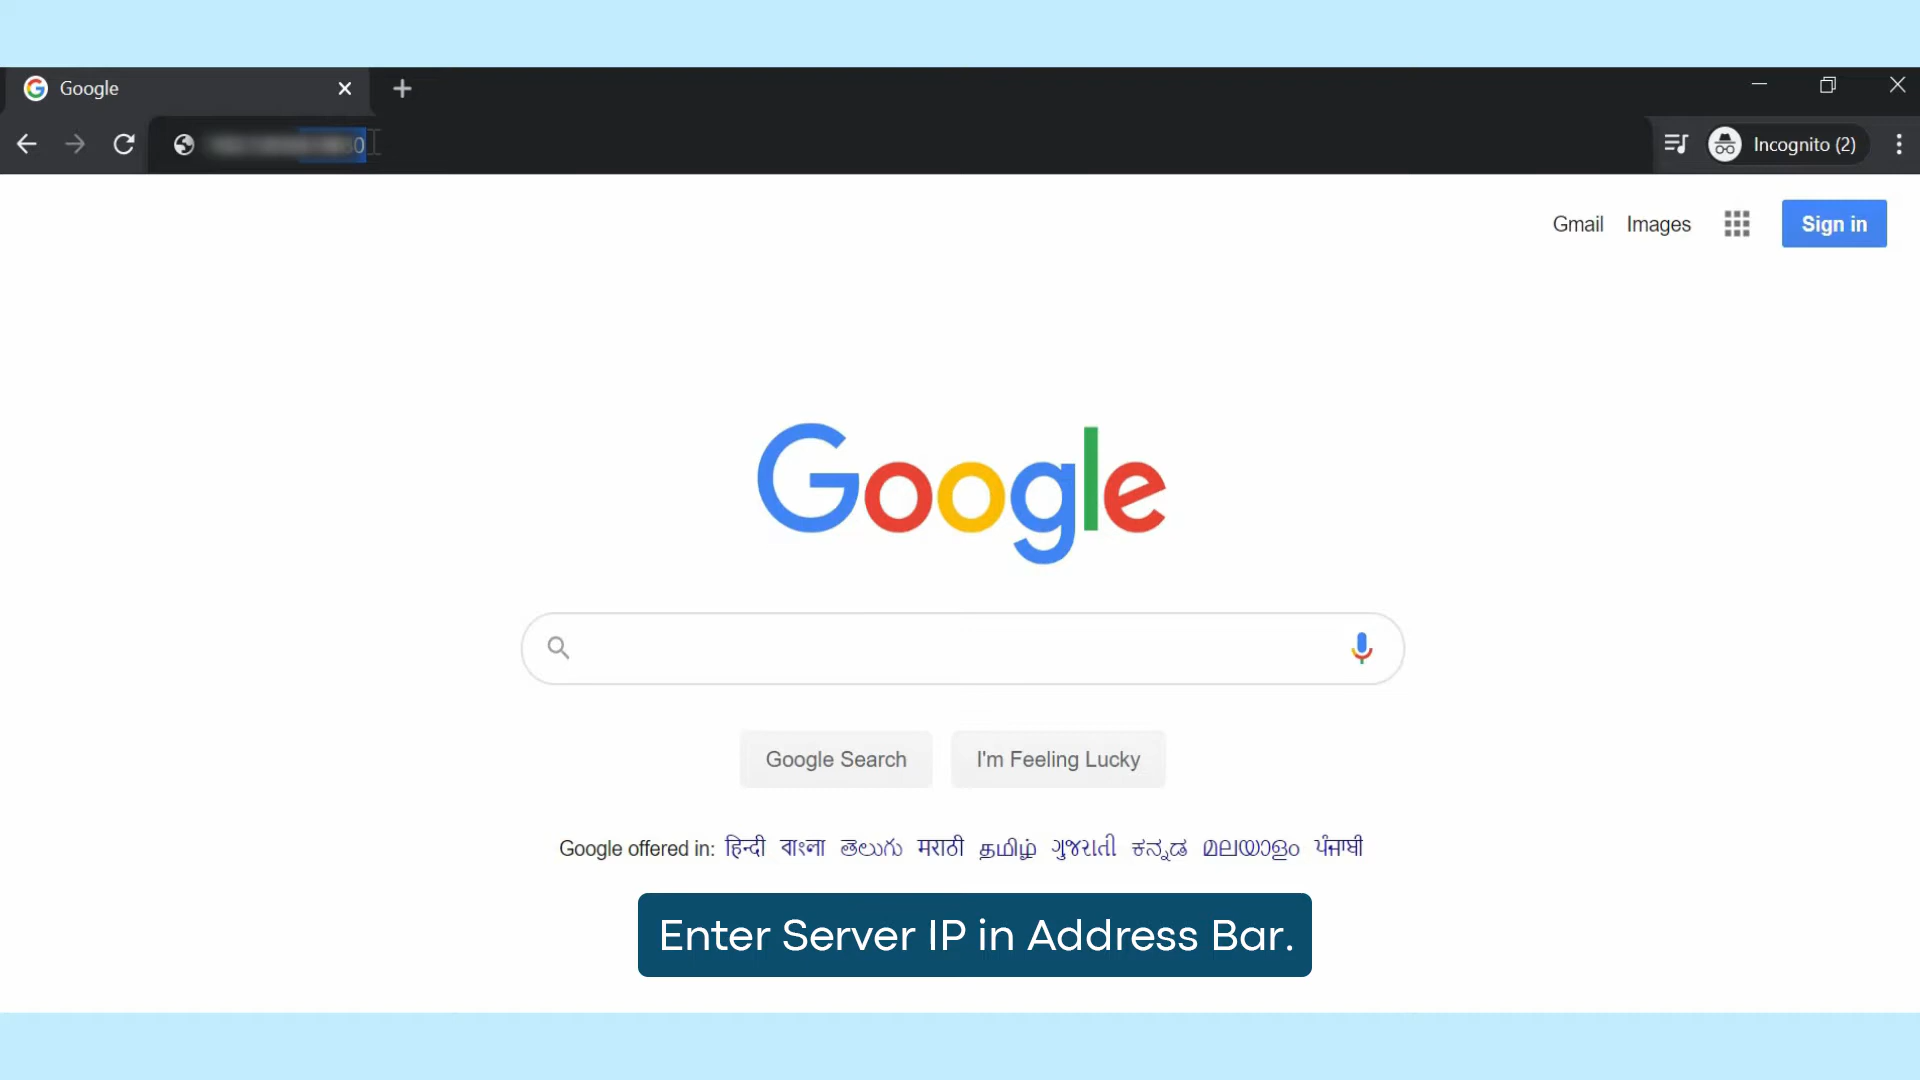 Google
Incognito (2)
Gmail Images Sign in
Google
Google Search I'm Feeling Lucky
Google offered in: हिन्दी বাংলা తెలుగు मराठी தமிழ் ગુજરાતી ಕನ್ನಡ മലയാളം ਪੰਜਾਬੀ
Enter Server IP in Address Bar.